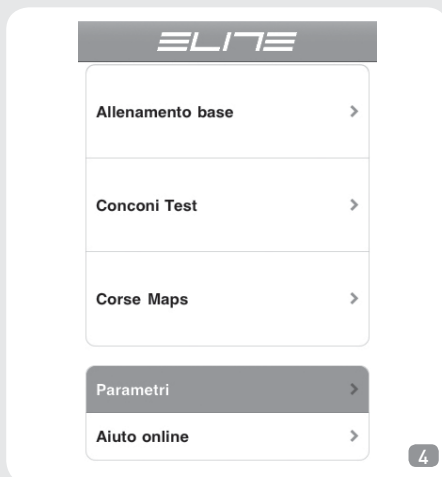 ELITE
Allenamento base
Conconi Test
Corse Maps
Parametri
Aiuto online
4